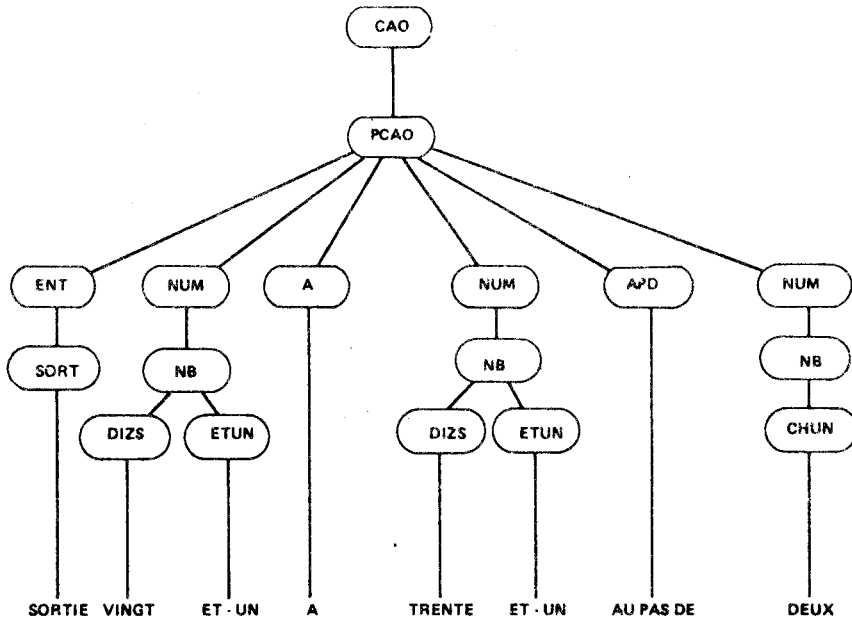 CAO
PCAO
ENT NUM A NUM APD NUM
SORT NB NB NB
DIZS ETUN DIZS ETUN CHUN
SORTIE VINGT ET - UN A TRENTE ET - UN AU PAS DE DEUX